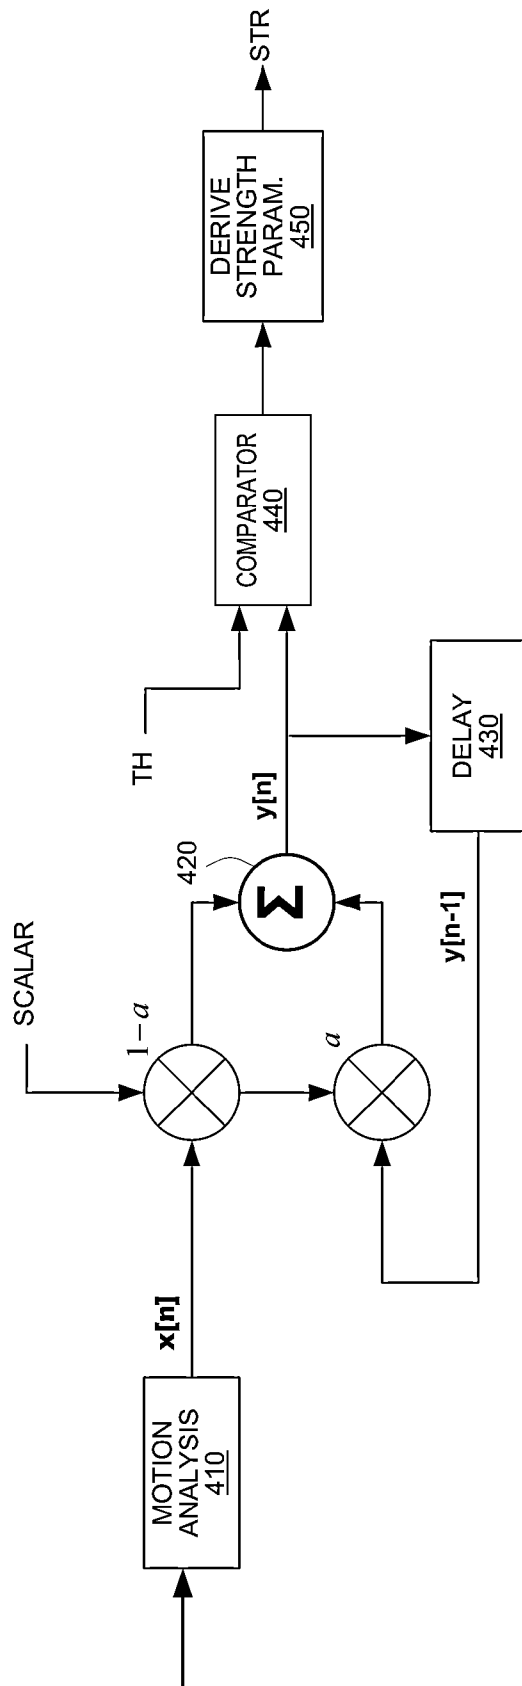 MOTION
ANALYSIS
410
x[n]
SCALAR
1−a
a
420
Σ
y[n]
y[n-1]
DELAY
430
TH
COMPARATOR
440
DERIVE
STRENGTH
PARAM.
450
STR